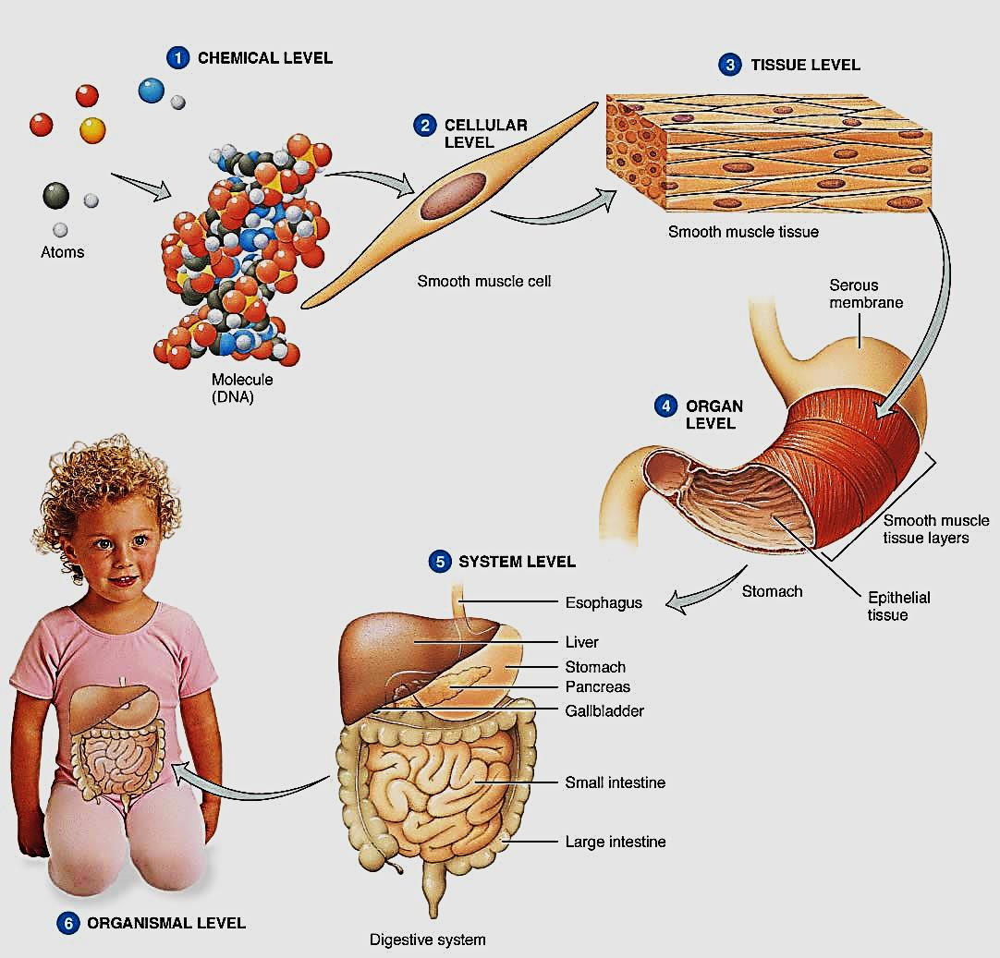 1 CHEMICAL LEVEL
Atoms
Molecule
(DNA)
2 CELLULAR
LEVEL
Smooth muscle cell
3 TISSUE LEVEL
Smooth muscle tissue
4 ORGAN
LEVEL
Serous
membrane
Smooth muscle
tissue layers
Stomach
Epithelial
tissue
5 SYSTEM LEVEL
Esophagus
Liver
Stomach
Pancreas
Gallbladder
Small intestine
Large intestine
Digestive system
6 ORGANISMAL LEVEL